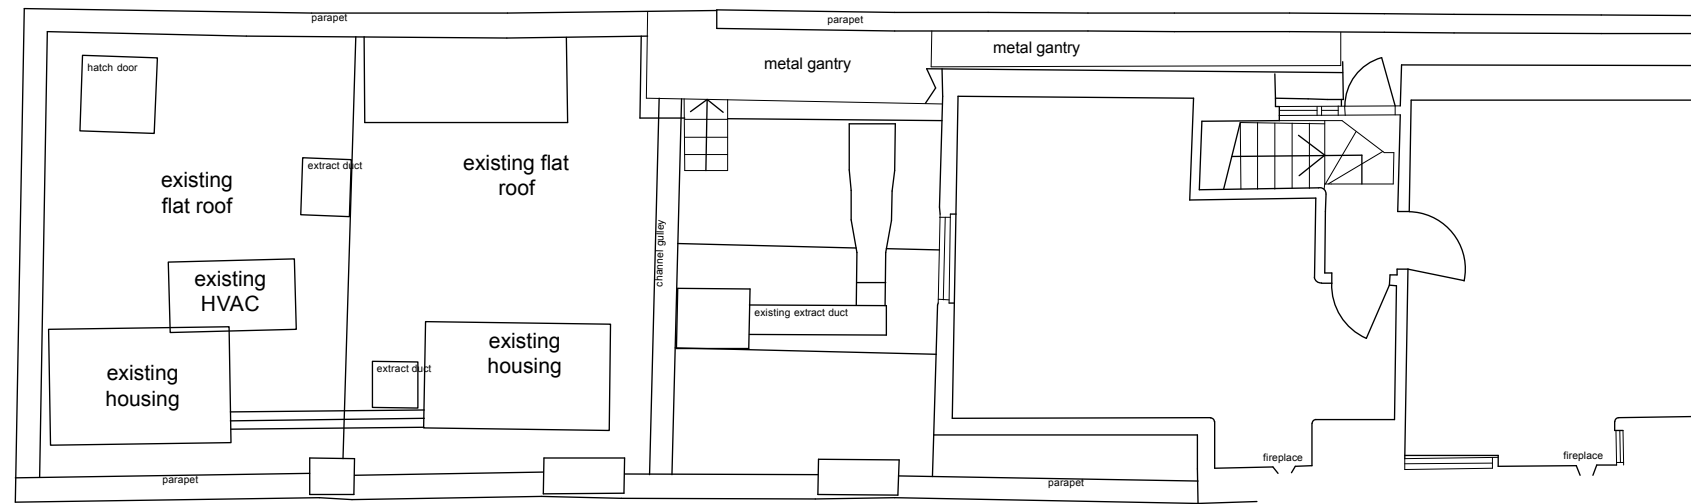 parapet
parapet
metal gantry
metal gantry
hatch door
existing flat
roof
extract duct
existing
flat roof
channel gulley
existing
HVAC
existing extract duct
existing
housing
existing
housing
extract duct
fireplace
fireplace
parapet
parapet